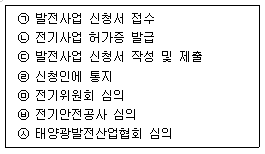 ㉠ 발전사업 신청서 접수
㉡ 전기사업 허가증 발급
㉢ 발전사업 신청서 작성 및 제출
㉣ 신청인에 통지
㉤ 전기위원회 심의
㉥ 전기안전공사 심의
㉦ 태양광발전산업협회 심의